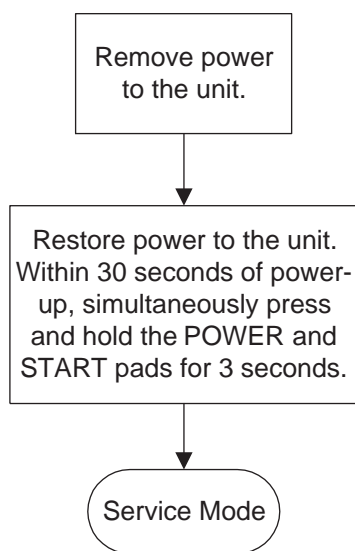 Remove power
to the unit.
Restore power to the unit.
Within 30 seconds of power-
up, simultaneously press
and hold the POWER and
START pads for 3 seconds.
Service Mode